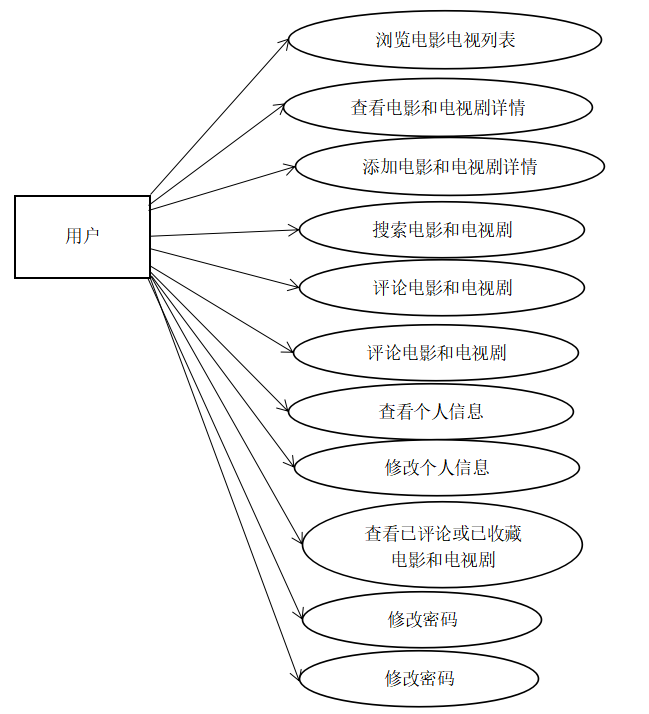 浏览电影电视列表
查看电影和电视剧详情
添加电影和电视剧详情
用户
搜索电影和电视剧
评论电影和电视剧
评论电影和电视剧
查看个人信息
修改个人信息
查看已评论或已收藏
电影和电视剧
修改密码
修改密码